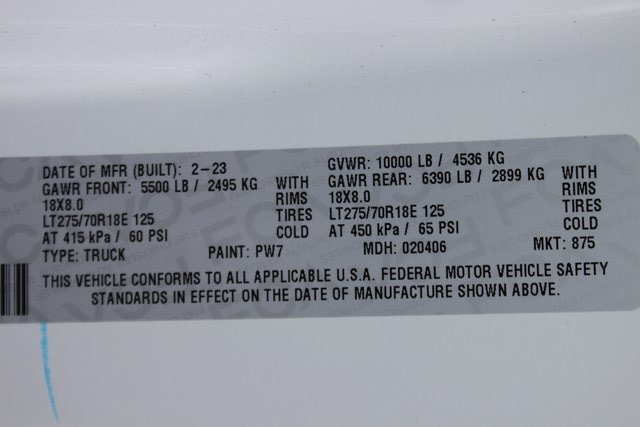 DATE OF MFR (BUILT): 2-23 GVWR: 10000 LB / 4536 KG
GAWR FRONT: 5500 LB / 2495 KG WITH GAWR REAR: 6390 LB / 2899 KG WITH
18X8.0 RIMS 18X8.0 RIMS
LT275/70R18E 125 TIRES LT275/70R18E 125 TIRES
AT 415 kPa / 60 PSI COLD AT 450 kPa / 65 PSI COLD
TYPE: TRUCK PAINT: PW7 MDH: 020406 MKT: 875
THIS VEHICLE CONFORMS TO ALL APPLICABLE U.S.A. FEDERAL MOTOR VEHICLE SAFETY
STANDARDS IN EFFECT ON THE DATE OF MANUFACTURE SHOWN ABOVE.